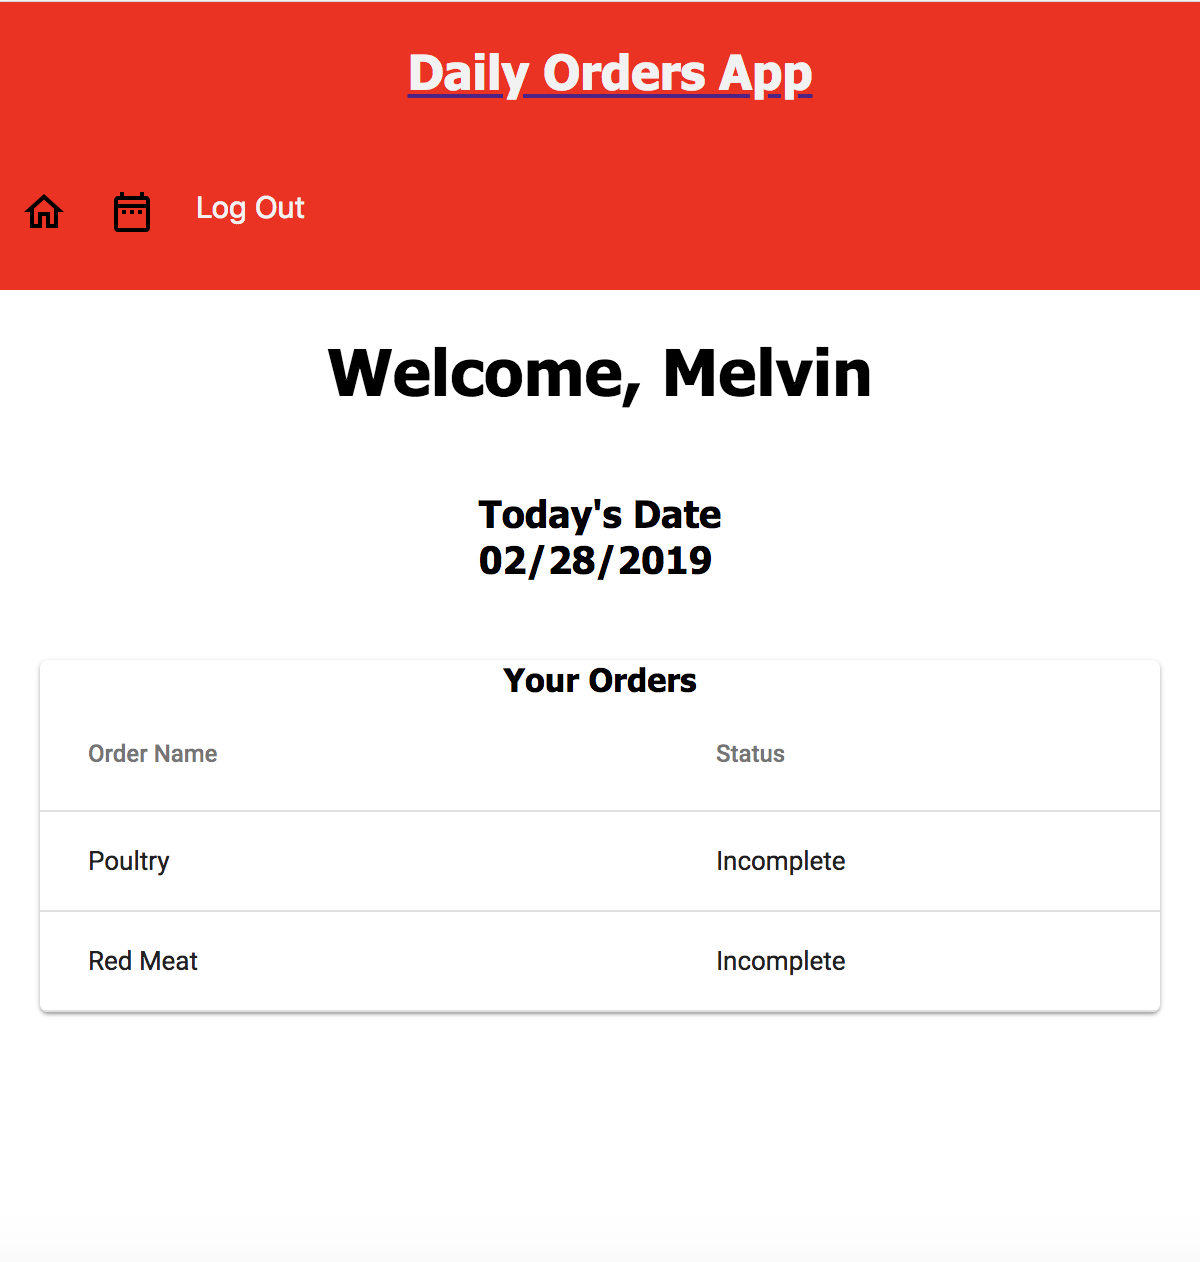 Daily Orders App
Log Out
Welcome, Melvin
Today's Date
02/28/2019
Your Orders
Order Name Status
Poultry Incomplete
Red Meat Incomplete